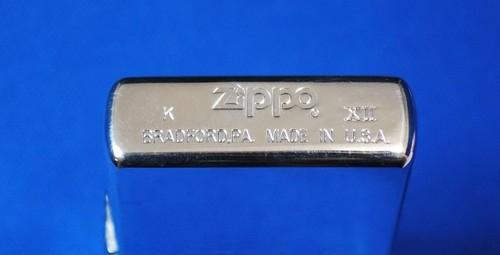 Zippo®
K XII
BRADFORD,PA. MADE IN U.S.A.